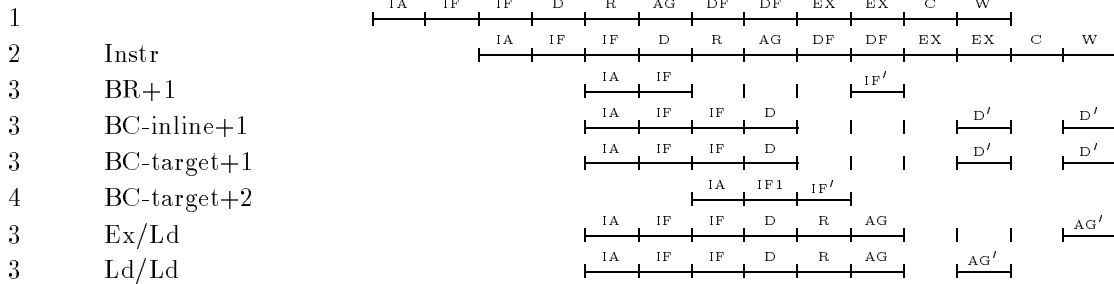 1 IA IF IF D R AG DF DF EX EX C W
2 Instr IA IF IF D R AG DF DF EX EX C W
3 BR+1 IA IF IF′
3 BC-inline+1 IA IF IF D D′ D′
3 BC-target+1 IA IF IF D D′ D′
4 BC-target+2 IA IF1 IF′
3 Ex/Ld IA IF IF D R AG AG′
3 Ld/Ld IA IF IF D R AG AG′